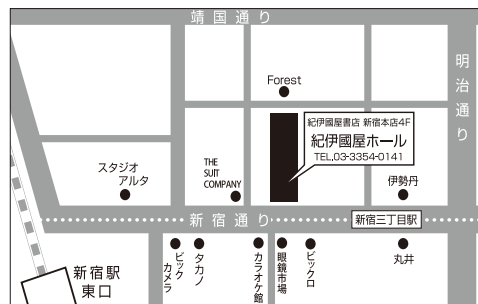 靖国通り
明治通り
Forest
紀伊國屋書店 新宿本店4F
紀伊國屋ホール
TEL.03-3354-0141
スタジオ
アルタ
THE
SUIT
COMPANY
伊勢丹
新宿通り
新宿三丁目駅
新宿駅
東口
ビック
カメラ
タカノ
カラオケ館
眼鏡市場
ビックロ
丸井